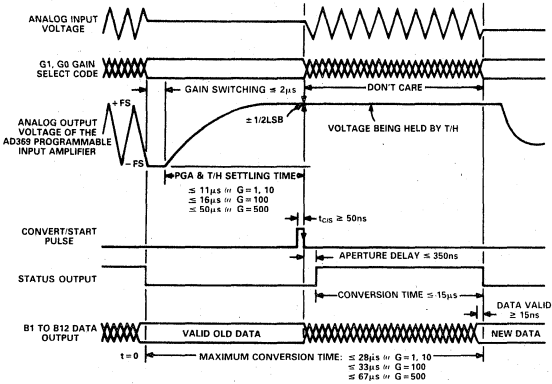 ANALOG INPUT
VOLTAGE
G1, G0 GAIN
SELECT CODE
GAIN SWITCHING ≤ 2μs
DON'T CARE
+ FS
ANALOG OUTPUT
VOLTAGE OF THE
AD369 PROGRAMMABLE
INPUT AMPLIFIER
– FS
± 1/2LSB
VOLTAGE BEING HELD BY T/H
PGA & T/H SETTLING TIME
≤ 11μs @ G = 1, 10
≤ 16μs @ G = 100
≤ 50μs @ G = 500
tC/S ≥ 50ns
CONVERT/START
PULSE
APERTURE DELAY ≤ 350ns
STATUS OUTPUT
CONVERSION TIME ≤ 15μs
DATA VALID
≥ 15ns
B1 TO B12 DATA
OUTPUT
VALID OLD DATA
NEW DATA
t = 0
MAXIMUM CONVERSION TIME: ≤ 28μs @ G = 1, 10
≤ 33μs @ G = 100
≤ 67μs @ G = 500